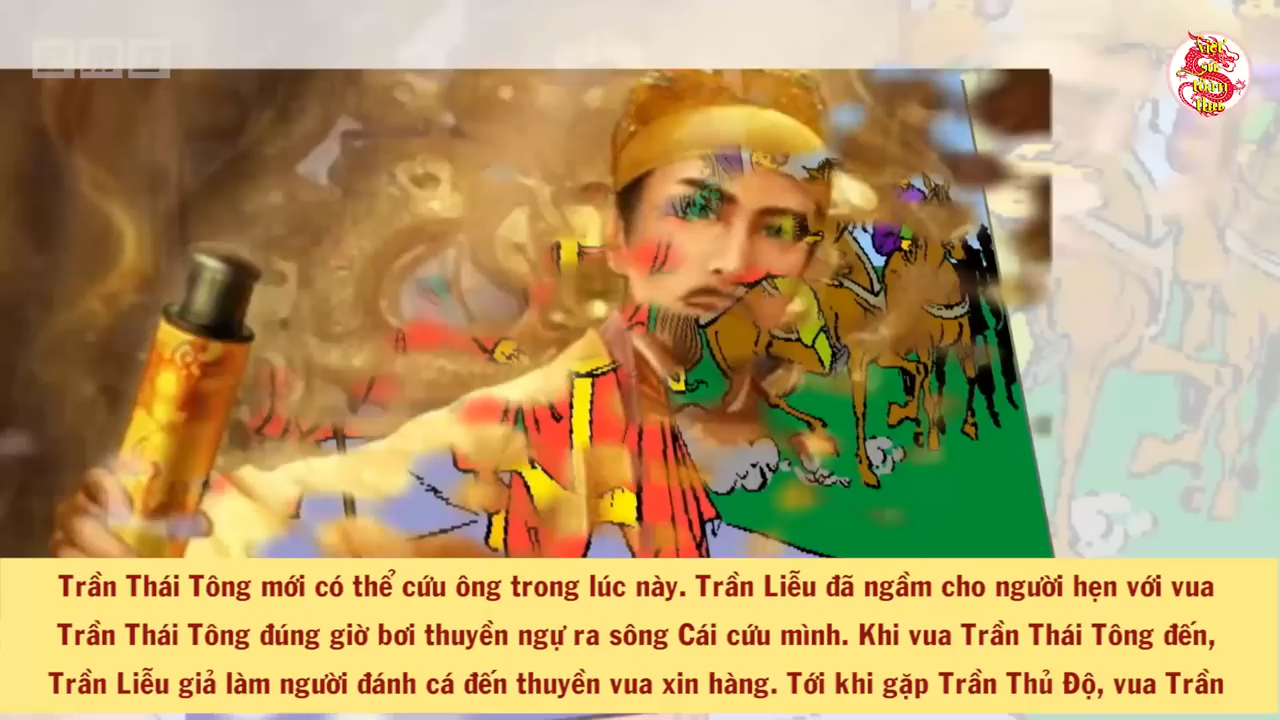 Trần Thái Tông mới có thể cứu ông trong lúc này. Trần Liễu đã ngầm cho người hẹn với vua
Trần Thái Tông đúng giờ bơi thuyền ngự ra sông Cái cứu mình. Khi vua Trần Thái Tông đến,
Trần Liễu giả làm người đánh cá đến thuyền vua xin hàng. Tới khi gặp Trần Thủ Độ, vua Trần